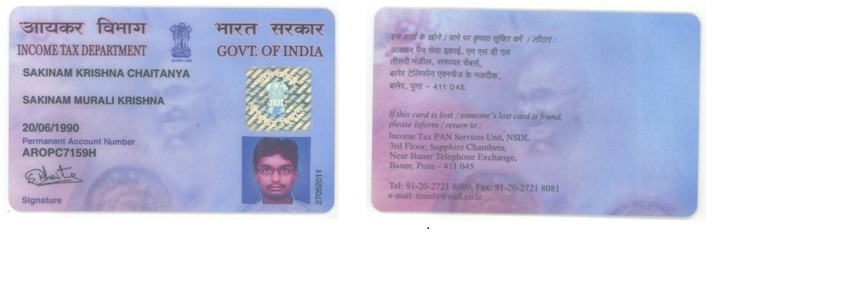 आयकर विभाग
INCOME TAX DEPARTMENT
भारत सरकार
GOVT. OF INDIA
SAKINAM KRISHNA CHAITANYA
SAKINAM MURALI KRISHNA
20/06/1990
Permanent Account Number
AROPC7159H
Signature
27052011
इस कार्ड के खोने / पाने पर कृपया सूचित करें / लौटाएं :
आयकर पैन सेवा इकाई, एन एस डी एल
तीसरी मंज़ील, सफायर चेंबर्स,
बानेर टेलिफोन एक्स्चेंज के नजदीक,
बानेर, पुना - 411 045
If this card is lost / someone's lost card is found,
please inform / return to :
Income Tax PAN Services Unit, NSDL
3rd Floor, Sapphire Chambers,
Near Baner Telephone Exchange,
Baner, Pune - 411 045
Tel: 91-20-2721 8080, Fax: 91-20-2721 8081
e-mail: tininfo@nsdl.co.in